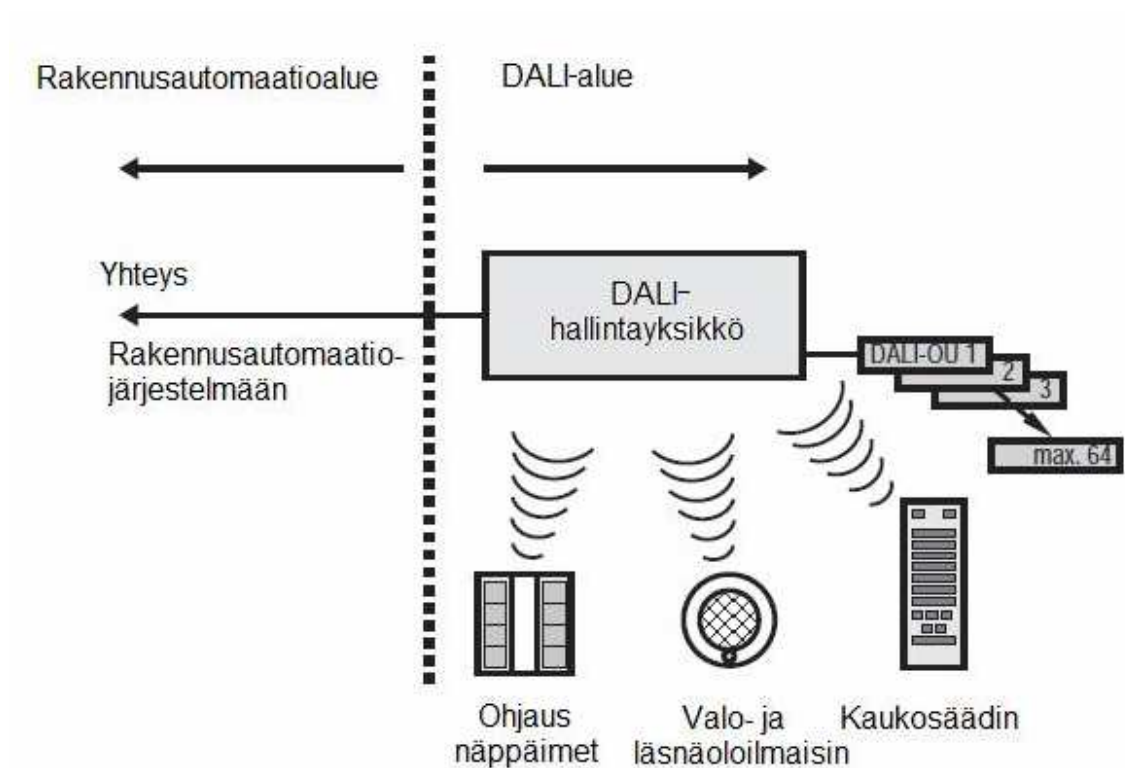 Rakennusautomaatioalue
DALI-alue
Yhteys
Rakennusautomaatio-
järjestelmään
DALI-
hallintayksikkö
DALI-OU 1
2
3
max. 64
Ohjaus
näppäimet
Valo- ja
läsnäoloilmaisin
Kaukosäädin